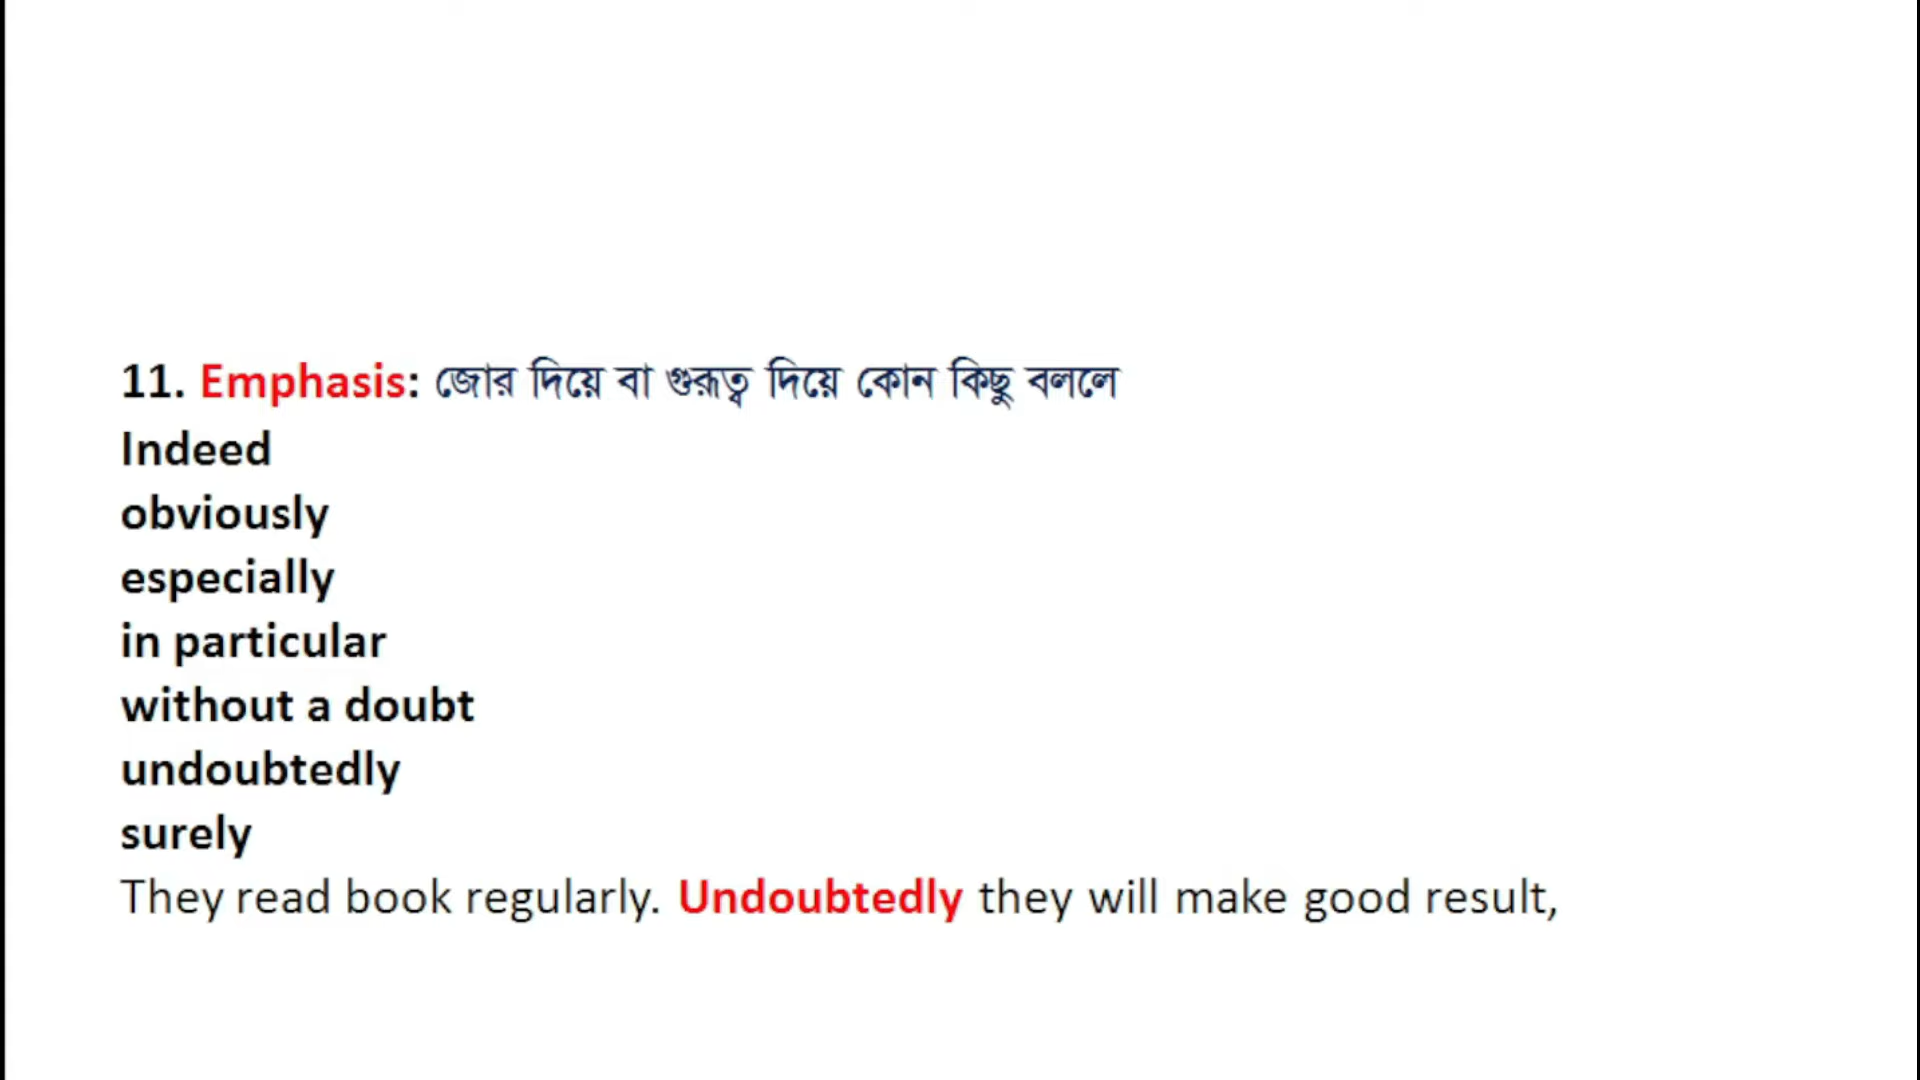 11. Emphasis: জোর দিয়ে বা গুরূত্ব দিয়ে কোন কিছু বললে
Indeed
obviously
especially
in particular
without a doubt
undoubtedly
surely
They read book regularly. Undoubtedly they will make good result,